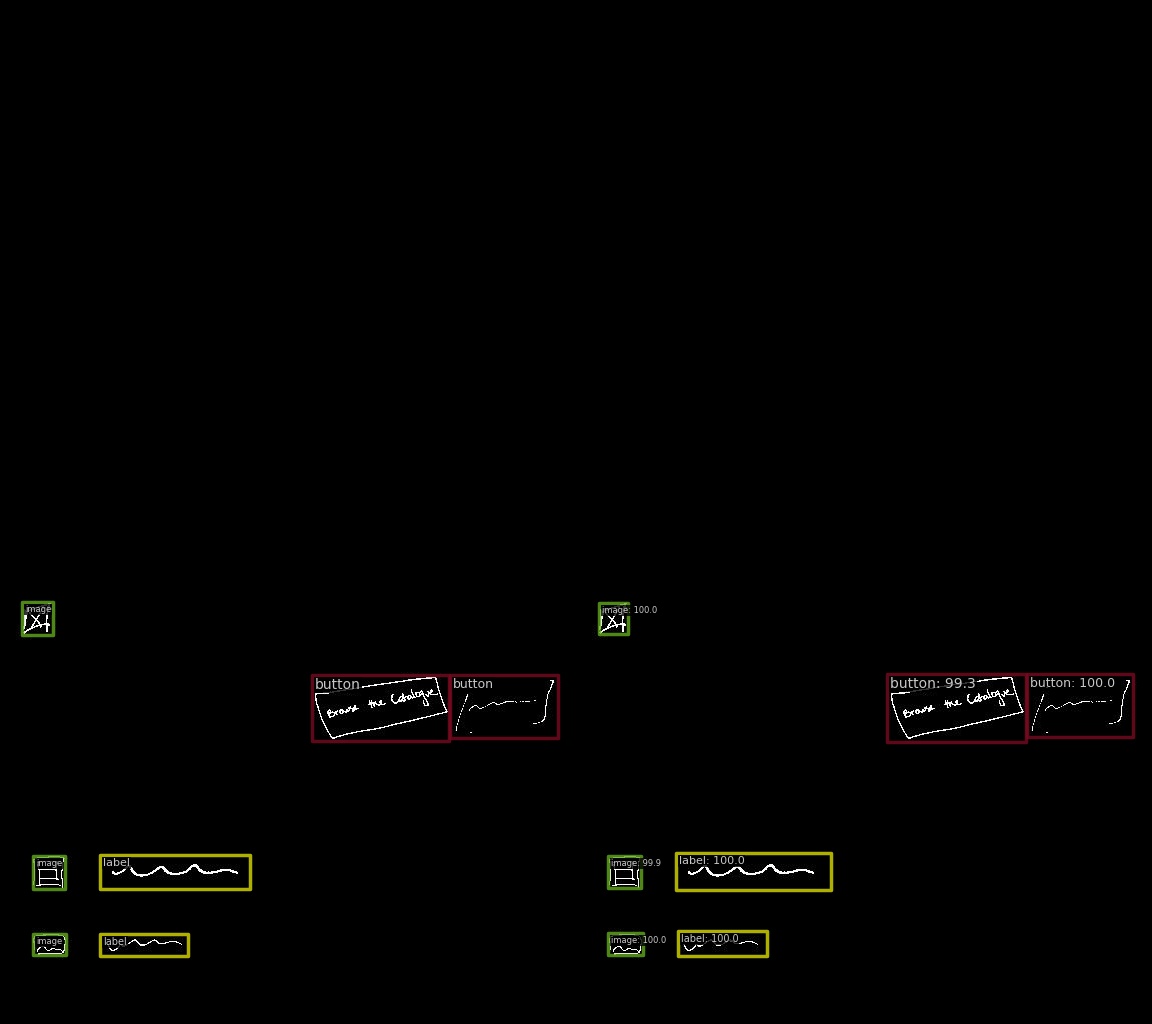 image
image: 100.0
button
button
button: 99.3
button: 100.0
Browse the Catalogue
Browse the Catalogue
image
label
image: 99.9
label: 100.0
image
label
image: 100.0
label: 100.0